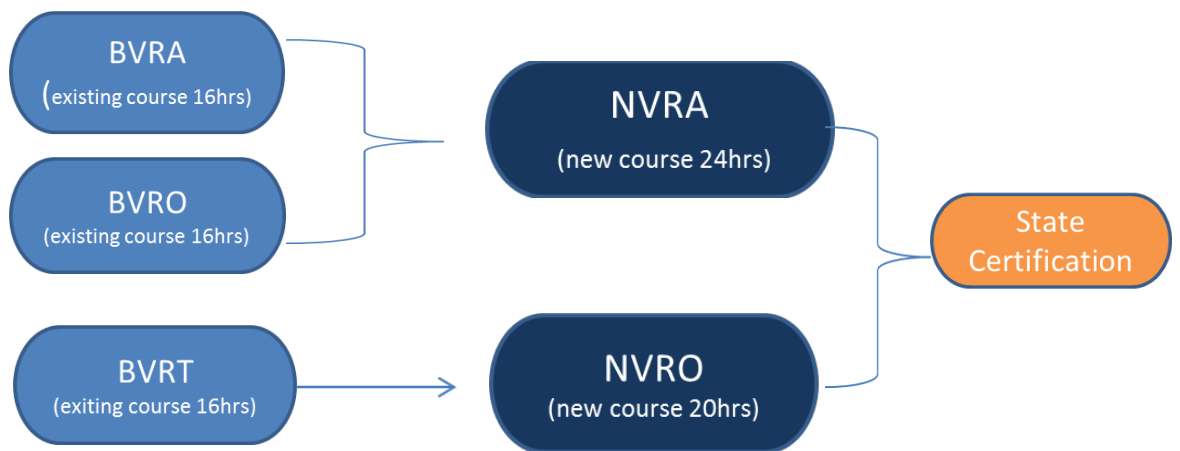 BVRA
(existing course 16hrs)
BVRO
(existing course 16hrs)
BVRT
(exiting course 16hrs)
NVRA
(new course 24hrs)
NVRO
(new course 20hrs)
State
Certification